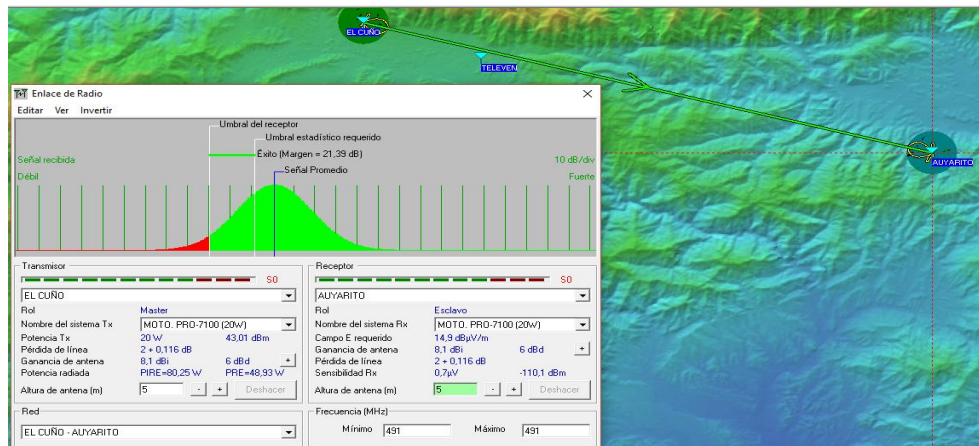 EL CUÑO
TELEVEN
AUYARITO
Enlace de Radio
Editar Ver Invertir
Umbral del receptor
Umbral estadístico requerido
Éxito (Margen = 21,39 dB)
Señal recibida 10 dB/div
Señal Promedio
Débil Fuerte
Transmisor
S0
EL CUÑO
Rol Master
Nombre del sistema Tx MOTO. PRO-7100 (20W)
Potencia Tx 20 W 43,01 dBm
Pérdida de línea 2 + 0,116 dB
Ganancia de antena 8,1 dBi 6 dBd +
Potencia radiada PIRE=80,25 W PRE=48,93 W
Altura de antena (m) 5 - + Deshacer
Receptor
S0
AUYARITO
Rol Esclavo
Nombre del sistema Rx MOTO. PRO-7100 (20W)
Campo E requerido 14,9 dBµV/m
Ganancia de antena 8,1 dBi 6 dBd +
Pérdida de línea 2 + 0,116 dB
Sensibilidad Rx 0,7µV -110,1 dBm
Altura de antena (m) 5 - + Deshacer
Red
EL CUÑO - AUYARITO
Frecuencia (MHz)
Mínimo 491 Máximo 491